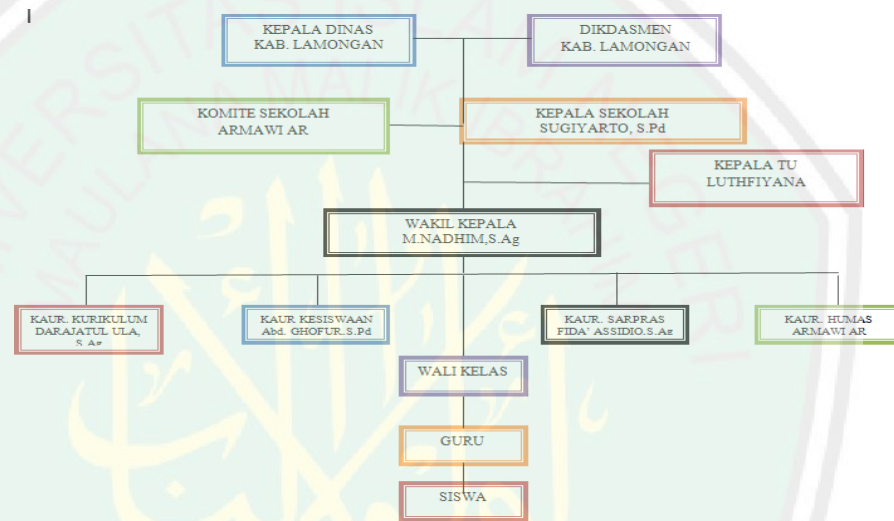 I
KEPALA DINAS
KAB. LAMONGAN
DIKDASMEN
KAB. LAMONGAN
KOMITE SEKOLAH
ARMAWI AR
KEPALA SEKOLAH
SUGIYARTO, S.Pd
KEPALA TU
LUTHFIYANA
WAKIL KEPALA
M.NADHIM,S.Ag
KAUR. KURIKULUM
DARAJATUL ULA,
S.Ag
KAUR KESISWAAN
Abd. GHOFUR.S.Pd
KAUR. SARPRAS
FIDA' ASSIDIO.S.Ag
KAUR. HUMAS
ARMAWI AR
WALI KELAS
GURU
SISWA